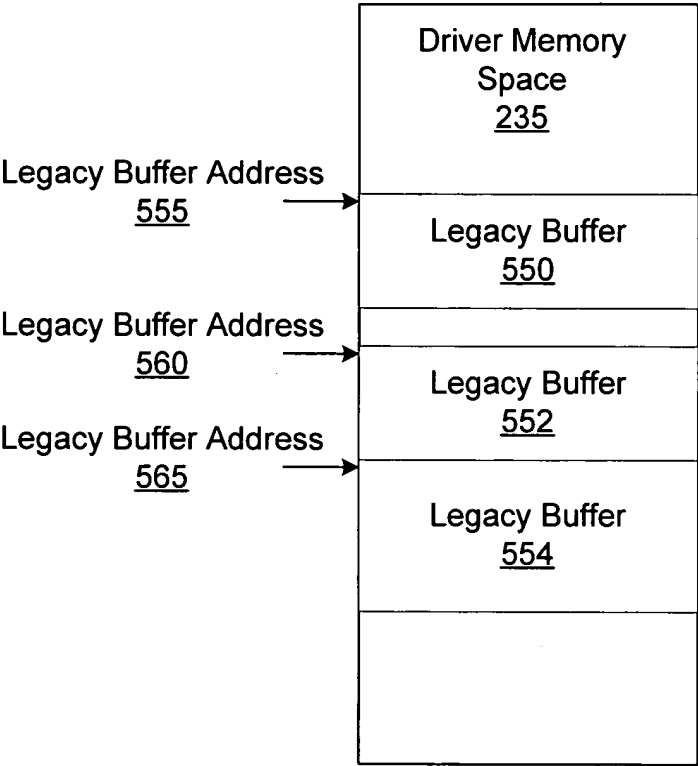 Driver Memory
Space
235
Legacy Buffer Address
555
Legacy Buffer
550
Legacy Buffer Address
560
Legacy Buffer
552
Legacy Buffer Address
565
Legacy Buffer
554